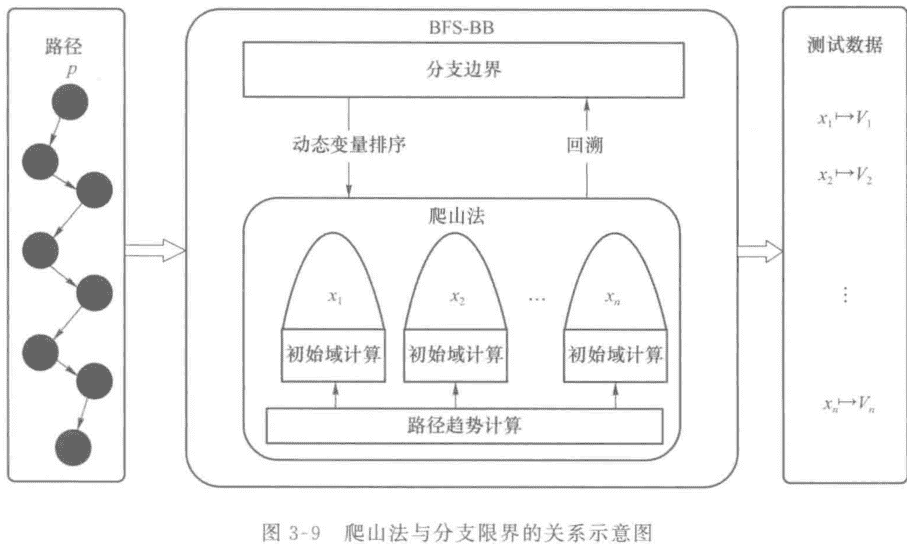 路径
p
BFS-BB
分支边界
动态变量排序
回溯
爬山法
x₁
x₂
…
xₙ
初始域计算
初始域计算
初始域计算
路径趋势计算
测试数据
x₁↦V₁
x₂↦V₂
⋮
xₙ↦Vₙ
图 3-9 爬山法与分支限界的关系示意图